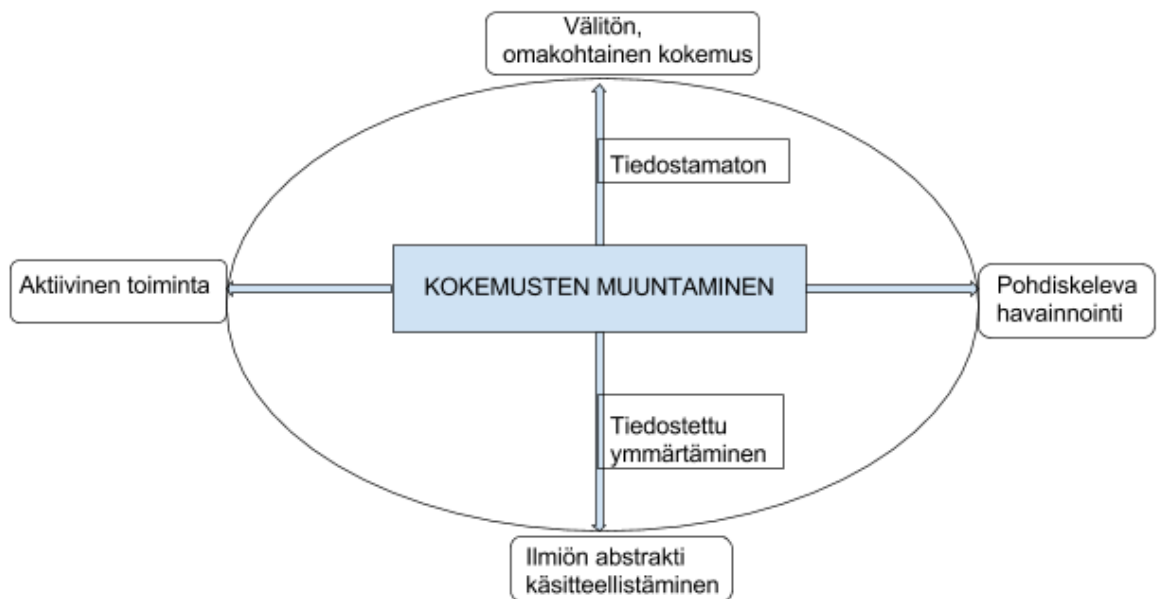 Välitön,
omakohtainen kokemus
Tiedostamaton
Aktiivinen toiminta
KOKEMUSTEN MUUNTAMINEN
Pohdiskeleva
havainnointi
Tiedostettu
ymmärtäminen
Ilmiön abstrakti
käsitteellistäminen